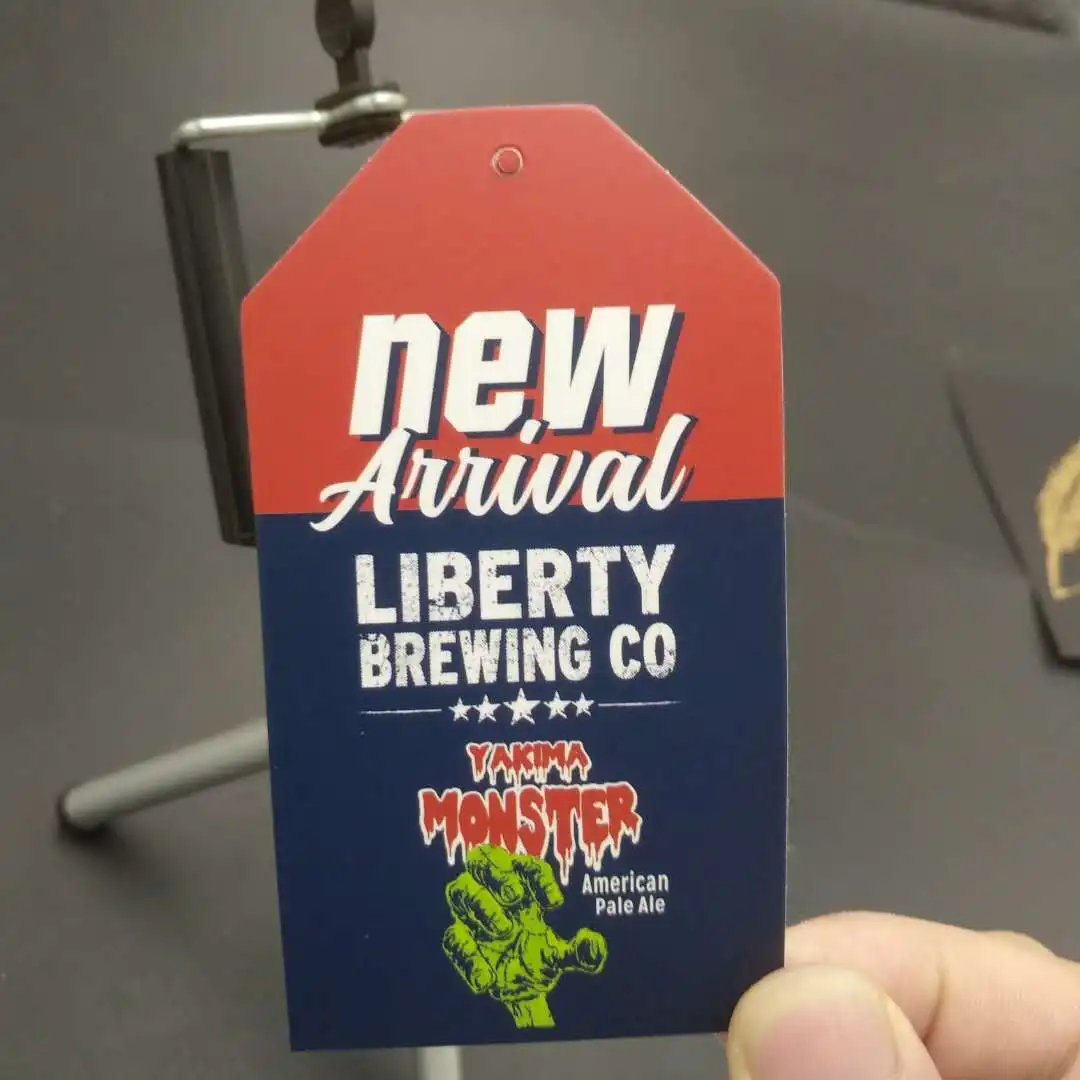 new
Arrival
LIBERTY
BREWING CO
YAKIMA
MONSTER
American
Pale Ale